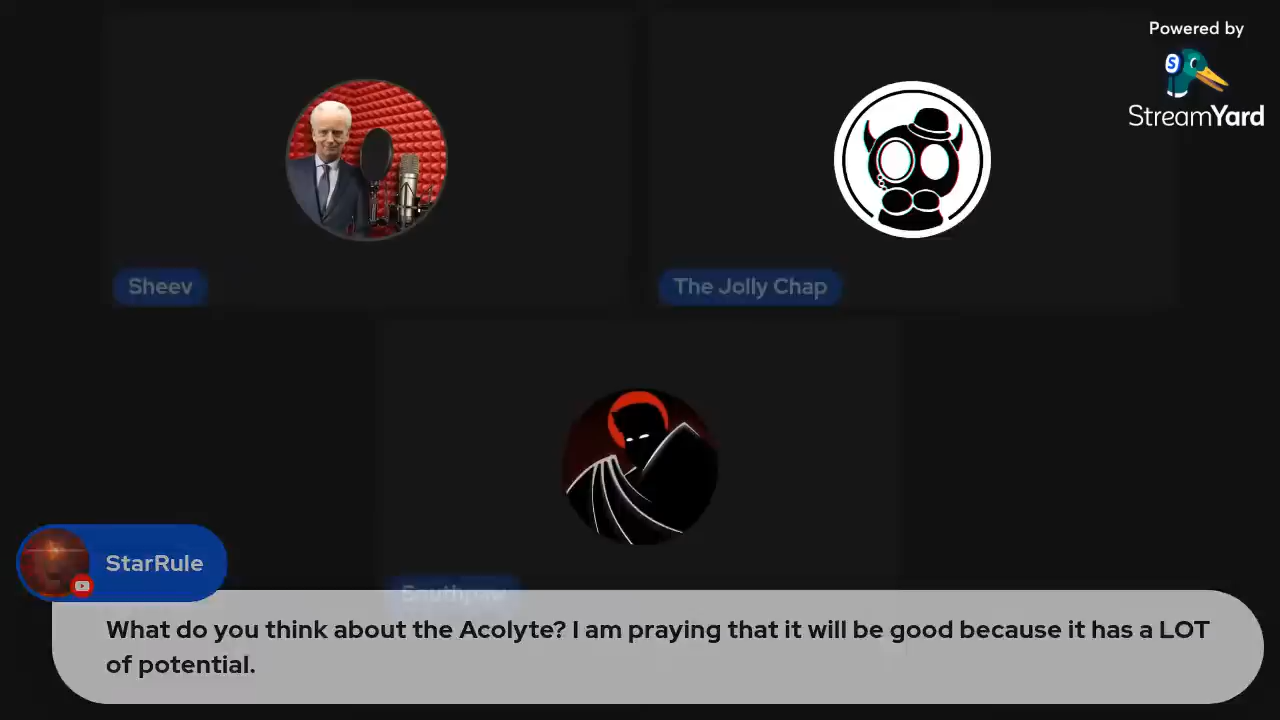 Powered by
StreamYard
Sheev
The Jolly Chap
Southpaw
StarRule
What do you think about the Acolyte? I am praying that it will be good because it has a LOT
of potential.